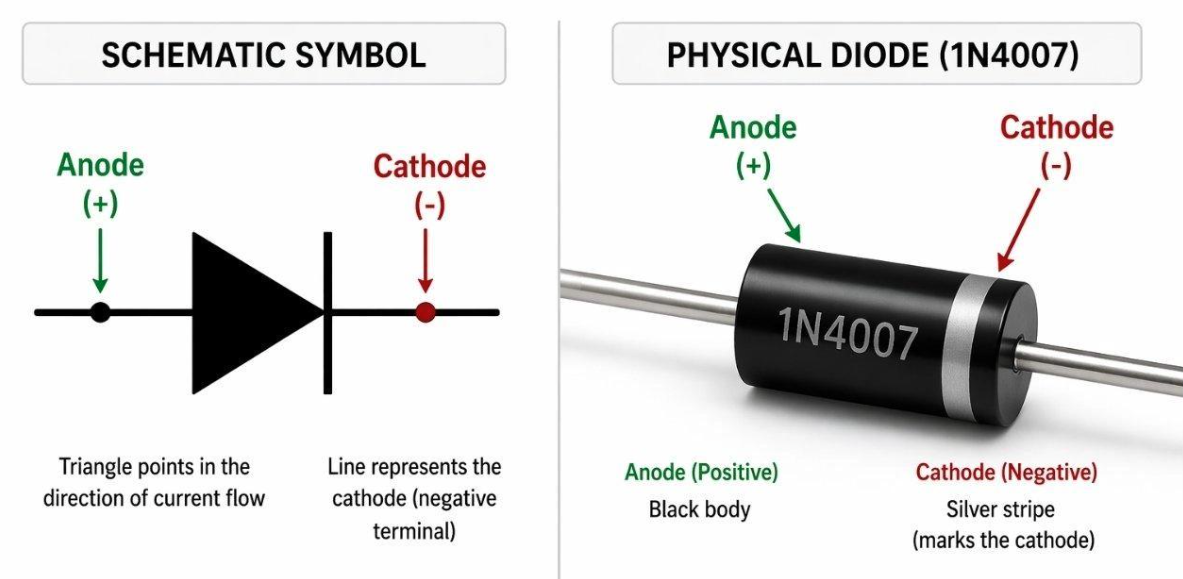 SCHEMATIC SYMBOL
Anode
(+)
Cathode
(-)
Triangle points in the
direction of current flow
Line represents the
cathode (negative
terminal)
PHYSICAL DIODE (1N4007)
Anode
(+)
Cathode
(-)
1N4007
Anode (Positive)
Black body
Cathode (Negative)
Silver stripe
(marks the cathode)